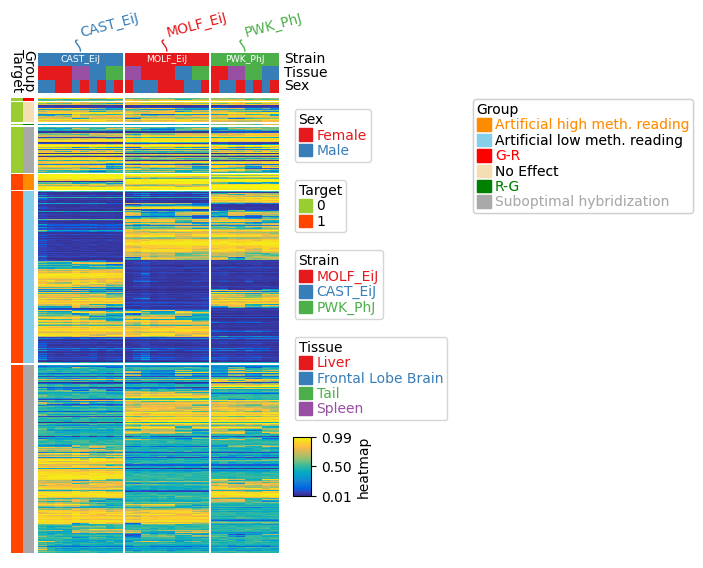 CAST_EiJ
MOLF_EiJ
PWK_PhJ
Target
Group
CAST_EiJ
MOLF_EiJ
PWK_PhJ
Strain
Tissue
Sex
Sex
Female
Male
Target
0
1
Strain
MOLF_EiJ
CAST_EiJ
PWK_PhJ
Tissue
Liver
Frontal Lobe Brain
Tail
Spleen
0.99
0.50
0.01
heatmap
Group
Artificial high meth. reading
Artificial low meth. reading
G-R
No Effect
R-G
Suboptimal hybridization